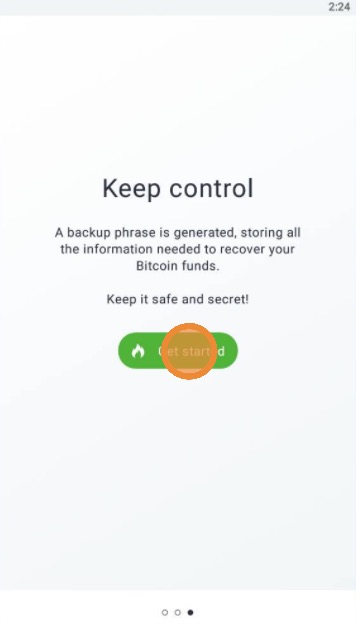 2:24
Keep control
A backup phrase is generated, storing all
the information needed to recover your
Bitcoin funds.
Keep it safe and secret!
Get started